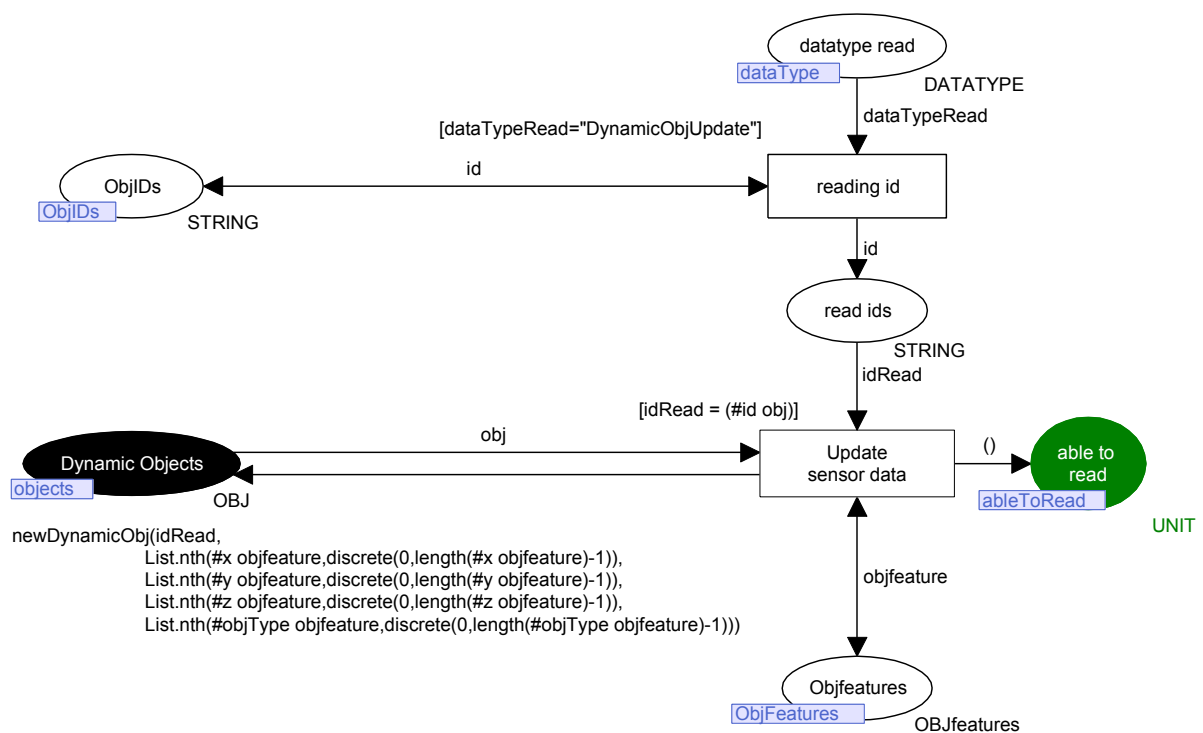 datatype read
dataType
DATATYPE
dataTypeRead
[dataTypeRead="DynamicObjUpdate"]
id
ObjIDs
ObjIDs
STRING
reading id
id
read ids
STRING
idRead
[idRead = (#id obj)]
obj
Dynamic Objects
objects
OBJ
Update
sensor data
()
able to
read
ableToRead
UNIT
newDynamicObj(idRead,
List.nth(#x objfeature,discrete(0,length(#x objfeature)-1)),
List.nth(#y objfeature,discrete(0,length(#y objfeature)-1)),
List.nth(#z objfeature,discrete(0,length(#z objfeature)-1)),
List.nth(#objType objfeature,discrete(0,length(#objType objfeature)-1)))
objfeature
Objfeatures
ObjFeatures
OBJfeatures